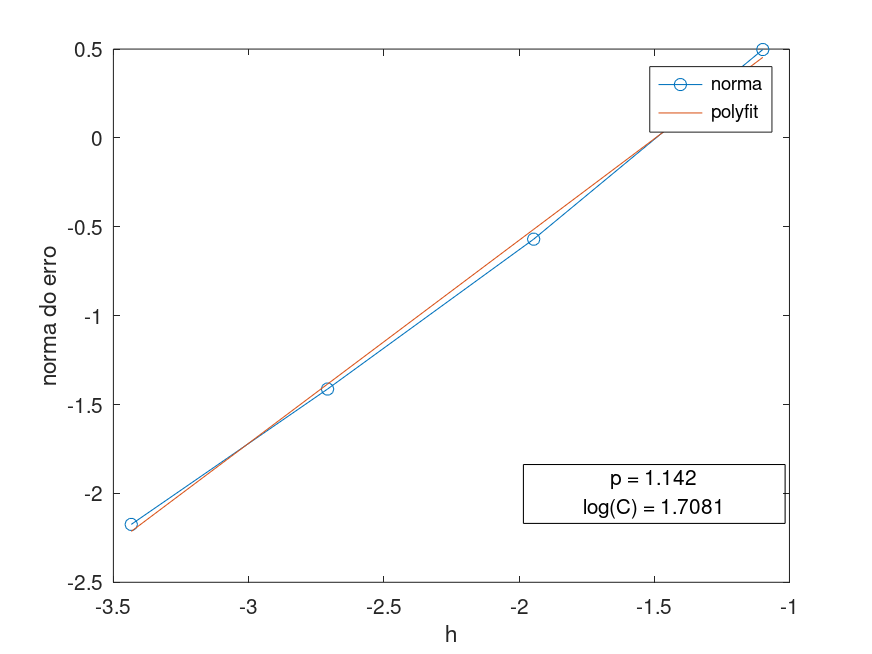 0.5
0
-0.5
-1
-1.5
-2
-2.5
norma do erro
norma
polyfit
p = 1.142
log(C) = 1.7081
-3.5 -3 -2.5 -2 -1.5 -1
h